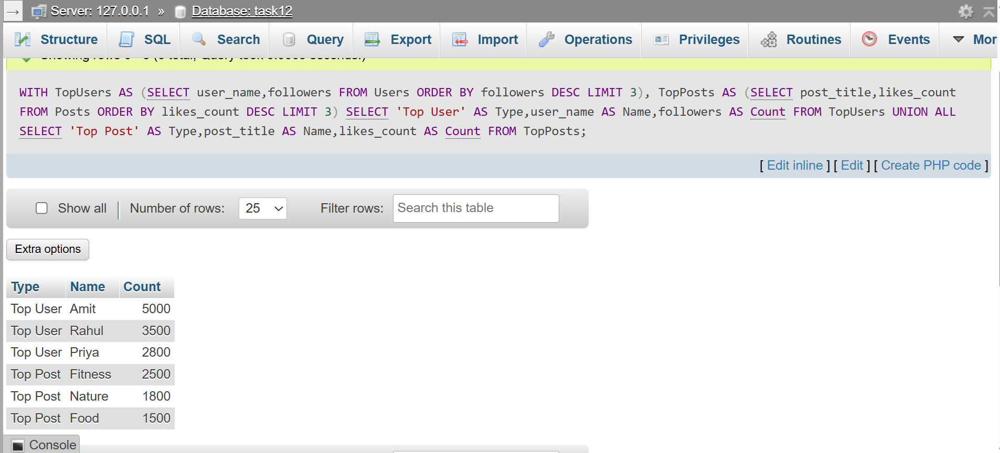 Server: 127.0.0.1 » Database: task12
Structure SQL Search Query Export Import Operations Privileges Routines Events
WITH TopUsers AS (SELECT user_name,followers FROM Users ORDER BY followers DESC LIMIT 3), TopPosts AS (SELECT post_title,likes_count
FROM Posts ORDER BY likes_count DESC LIMIT 3) SELECT 'Top User' AS Type,user_name AS Name,followers AS Count FROM TopUsers UNION ALL
SELECT 'Top Post' AS Type,post_title AS Name,likes_count AS Count FROM TopPosts;
[ Edit inline ] [ Edit ] [ Create PHP code ]
Show all Number of rows: 25 Filter rows: Search this table
Extra options
Type Name Count
Top User Amit 5000
Top User Rahul 3500
Top User Priya 2800
Top Post Fitness 2500
Top Post Nature 1800
Top Post Food 1500
Console